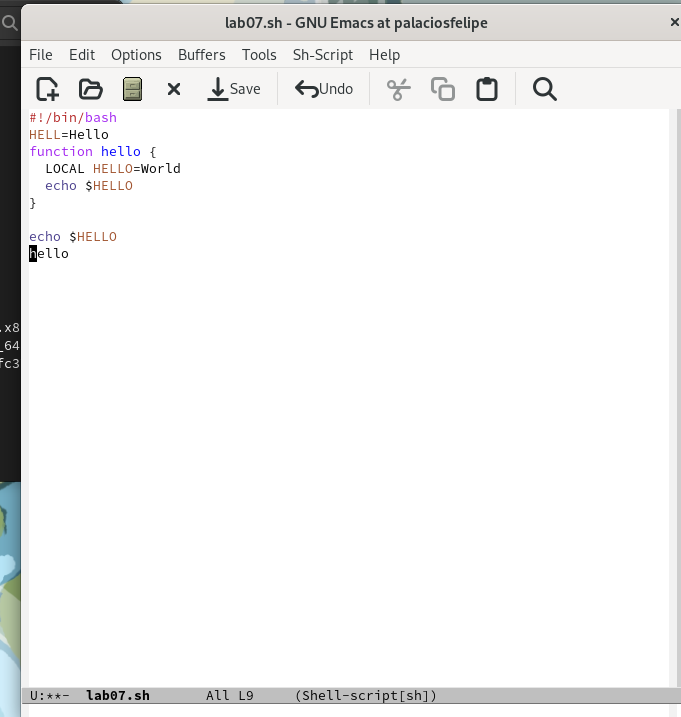 lab07.sh - GNU Emacs at palaciosfelipe
File Edit Options Buffers Tools Sh-Script Help
Save Undo
#!/bin/bash
HELL=Hello
function hello {
  LOCAL HELLO=World
  echo $HELLO
}
echo $HELLO
hello
.x8
_64
fc3
U:**-  lab07.sh       All L9     (Shell-script[sh])